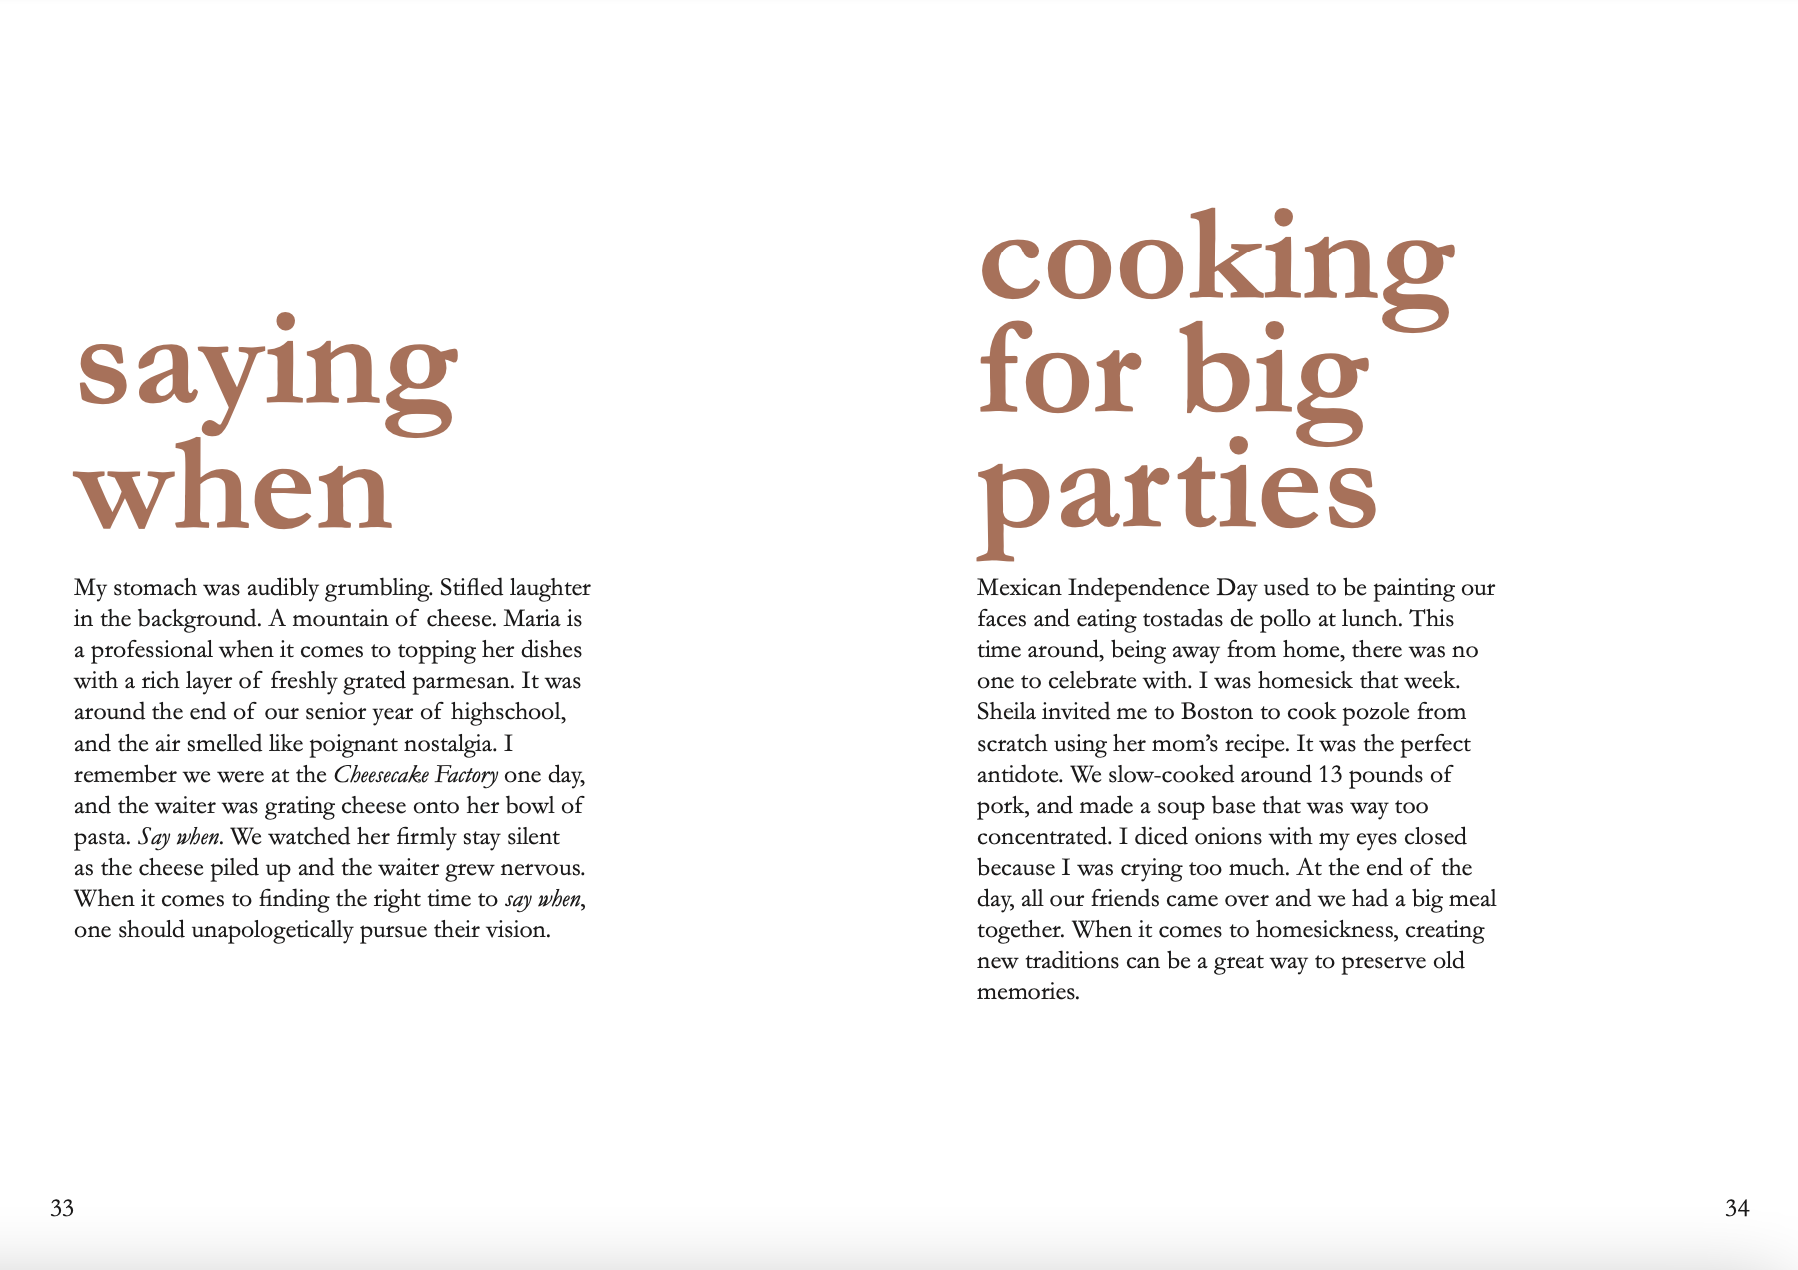 saying
when
My stomach was audibly grumbling. Stifled laughter
in the background. A mountain of cheese. Maria is
a professional when it comes to topping her dishes
with a rich layer of freshly grated parmesan. It was
around the end of our senior year of highschool,
and the air smelled like poignant nostalgia. I
remember we were at the Cheesecake Factory one day,
and the waiter was grating cheese onto her bowl of
pasta. Say when. We watched her firmly stay silent
as the cheese piled up and the waiter grew nervous.
When it comes to finding the right time to say when,
one should unapologetically pursue their vision.
33
cooking
for big
parties
Mexican Independence Day used to be painting our
faces and eating tostadas de pollo at lunch. This
time around, being away from home, there was no
one to celebrate with. I was homesick that week.
Sheila invited me to Boston to cook pozole from
scratch using her mom’s recipe. It was the perfect
antidote. We slow-cooked around 13 pounds of
pork, and made a soup base that was way too
concentrated. I diced onions with my eyes closed
because I was crying too much. At the end of the
day, all our friends came over and we had a big meal
together. When it comes to homesickness, creating
new traditions can be a great way to preserve old
memories.
34